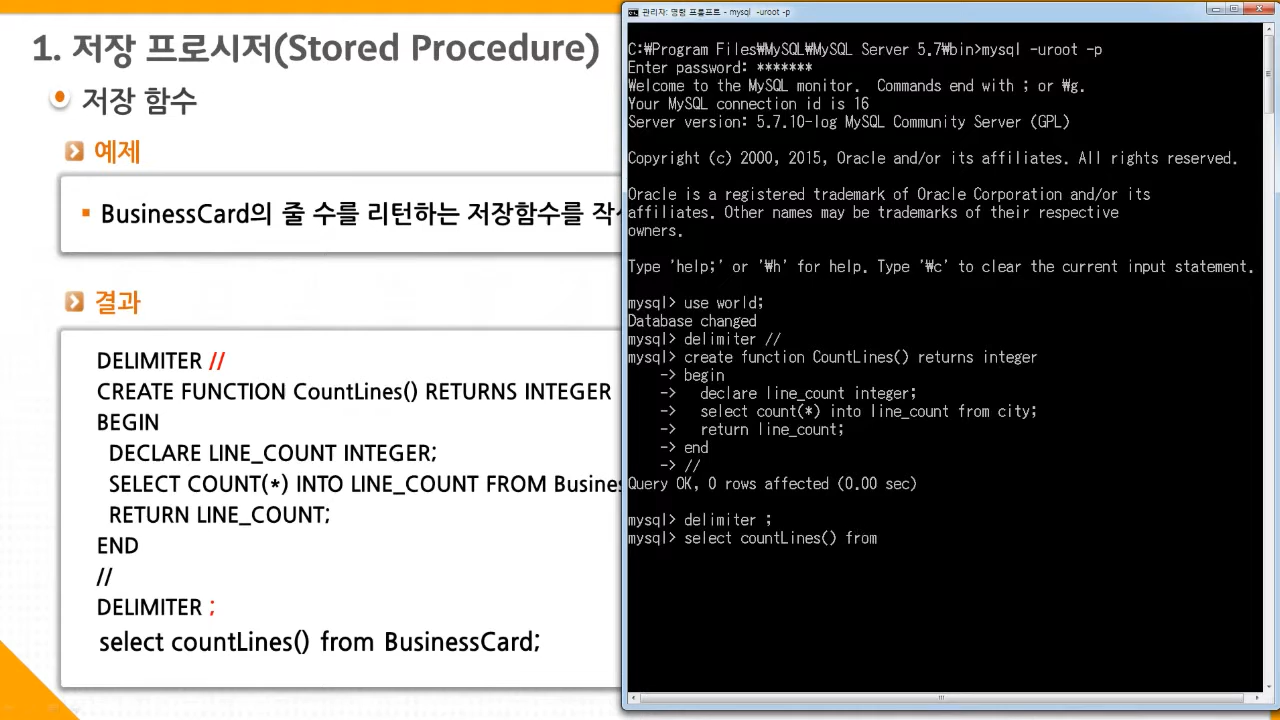 1. 저장 프로시저(Stored Procedure)
저장 함수
예제
BusinessCard의 줄 수를 리턴하는 저장함수를
결과
DELIMITER //
CREATE FUNCTION CountLines() RETURNS INTEGER
BEGIN
DECLARE LINE_COUNT INTEGER;
SELECT COUNT(*) INTO LINE_COUNT FROM
RETURN LINE_COUNT;
END
//
DELIMITER ;
select countLines() from BusinessCard;
관리자: 명령 프롬프트 - mysql -uroot -p
C:₩Program Files₩MySQL₩MySQL Server 5.7₩bin>mysql -uroot -p
Enter password: *******
Welcome to the MySQL monitor.  Commands end with ; or ₩g.
Your MySQL connection id is 16
Server version: 5.7.10-log MySQL Community Server (GPL)
Copyright (c) 2000, 2015, Oracle and/or its affiliates. All rights reserved.
Oracle is a registered trademark of Oracle Corporation and/or its
affiliates. Other names may be trademarks of their respective
owners.
Type 'help;' or '₩h' for help. Type '₩c' to clear the current input statement.
mysql> use world;
Database changed
mysql> delimiter //
mysql> create function CountLines() returns integer
-> begin
->   declare line_count integer;
->   select count(*) into line_count from city;
->   return line_count;
-> end
-> //
Query OK, 0 rows affected (0.00 sec)
mysql> delimiter ;
mysql> select countLines() from